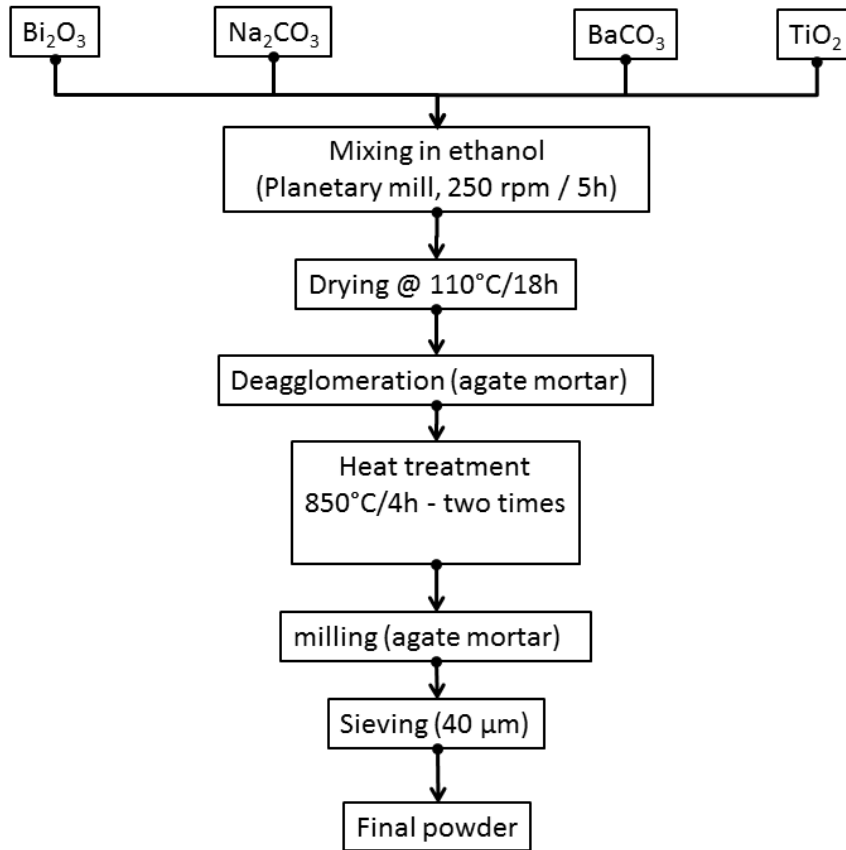 Bi₂O₃
Na₂CO₃
BaCO₃
TiO₂
Mixing in ethanol
(Planetary mill, 250 rpm / 5h)
Drying @ 110°C/18h
Deagglomeration (agate mortar)
Heat treatment
850°C/4h - two times
milling (agate mortar)
Sieving (40 µm)
Final powder